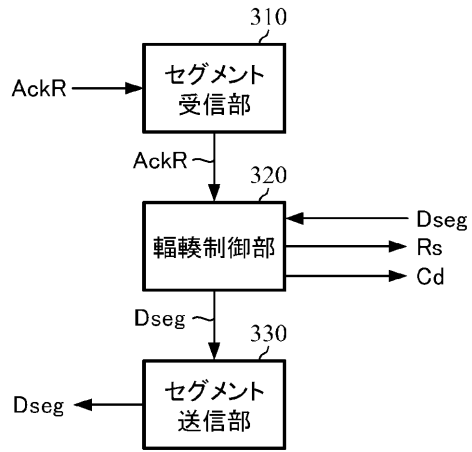 310
セグメント
受信部
AckR
AckR
320
輻輳制御部
Dseg
Rs
Cd
Dseg
330
セグメント
送信部
Dseg